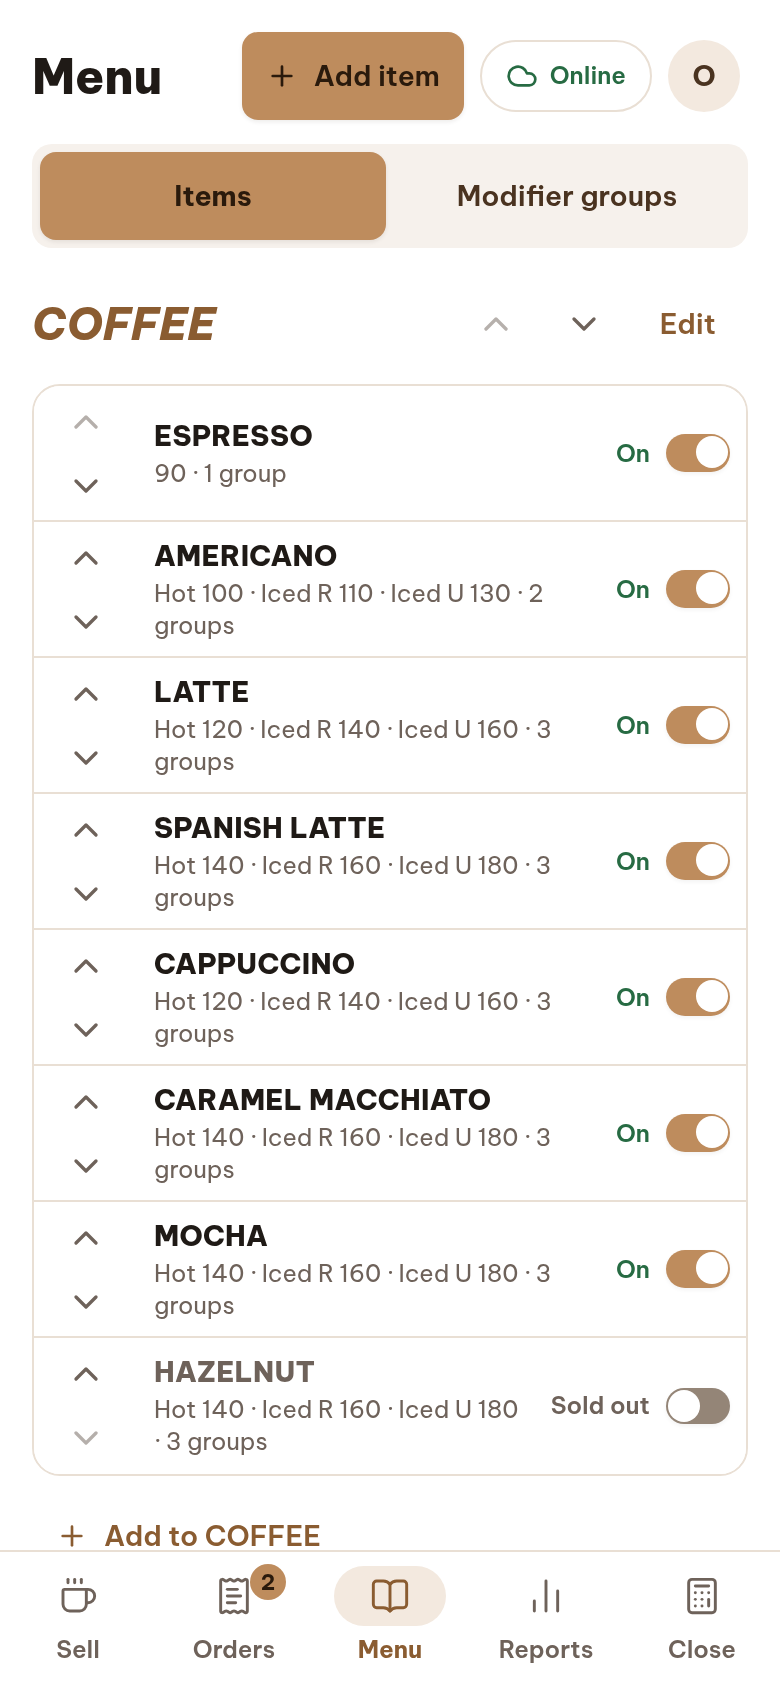 Menu
Add item
Online
O
Items
Modifier groups
COFFEE
Edit
ESPRESSO
90 · 1 group
On
AMERICANO
Hot 100 · Iced R 110 · Iced U 130 · 2
groups
On
LATTE
Hot 120 · Iced R 140 · Iced U 160 · 3
groups
On
SPANISH LATTE
Hot 140 · Iced R 160 · Iced U 180 · 3
groups
On
CAPPUCCINO
Hot 120 · Iced R 140 · Iced U 160 · 3
groups
On
CARAMEL MACCHIATO
Hot 140 · Iced R 160 · Iced U 180 · 3
groups
On
MOCHA
Hot 140 · Iced R 160 · Iced U 180 · 3
groups
On
HAZELNUT
Hot 140 · Iced R 160 · Iced U 180
· 3 groups
Sold out
Add to COFFEE
2
Sell
Orders
Menu
Reports
Close